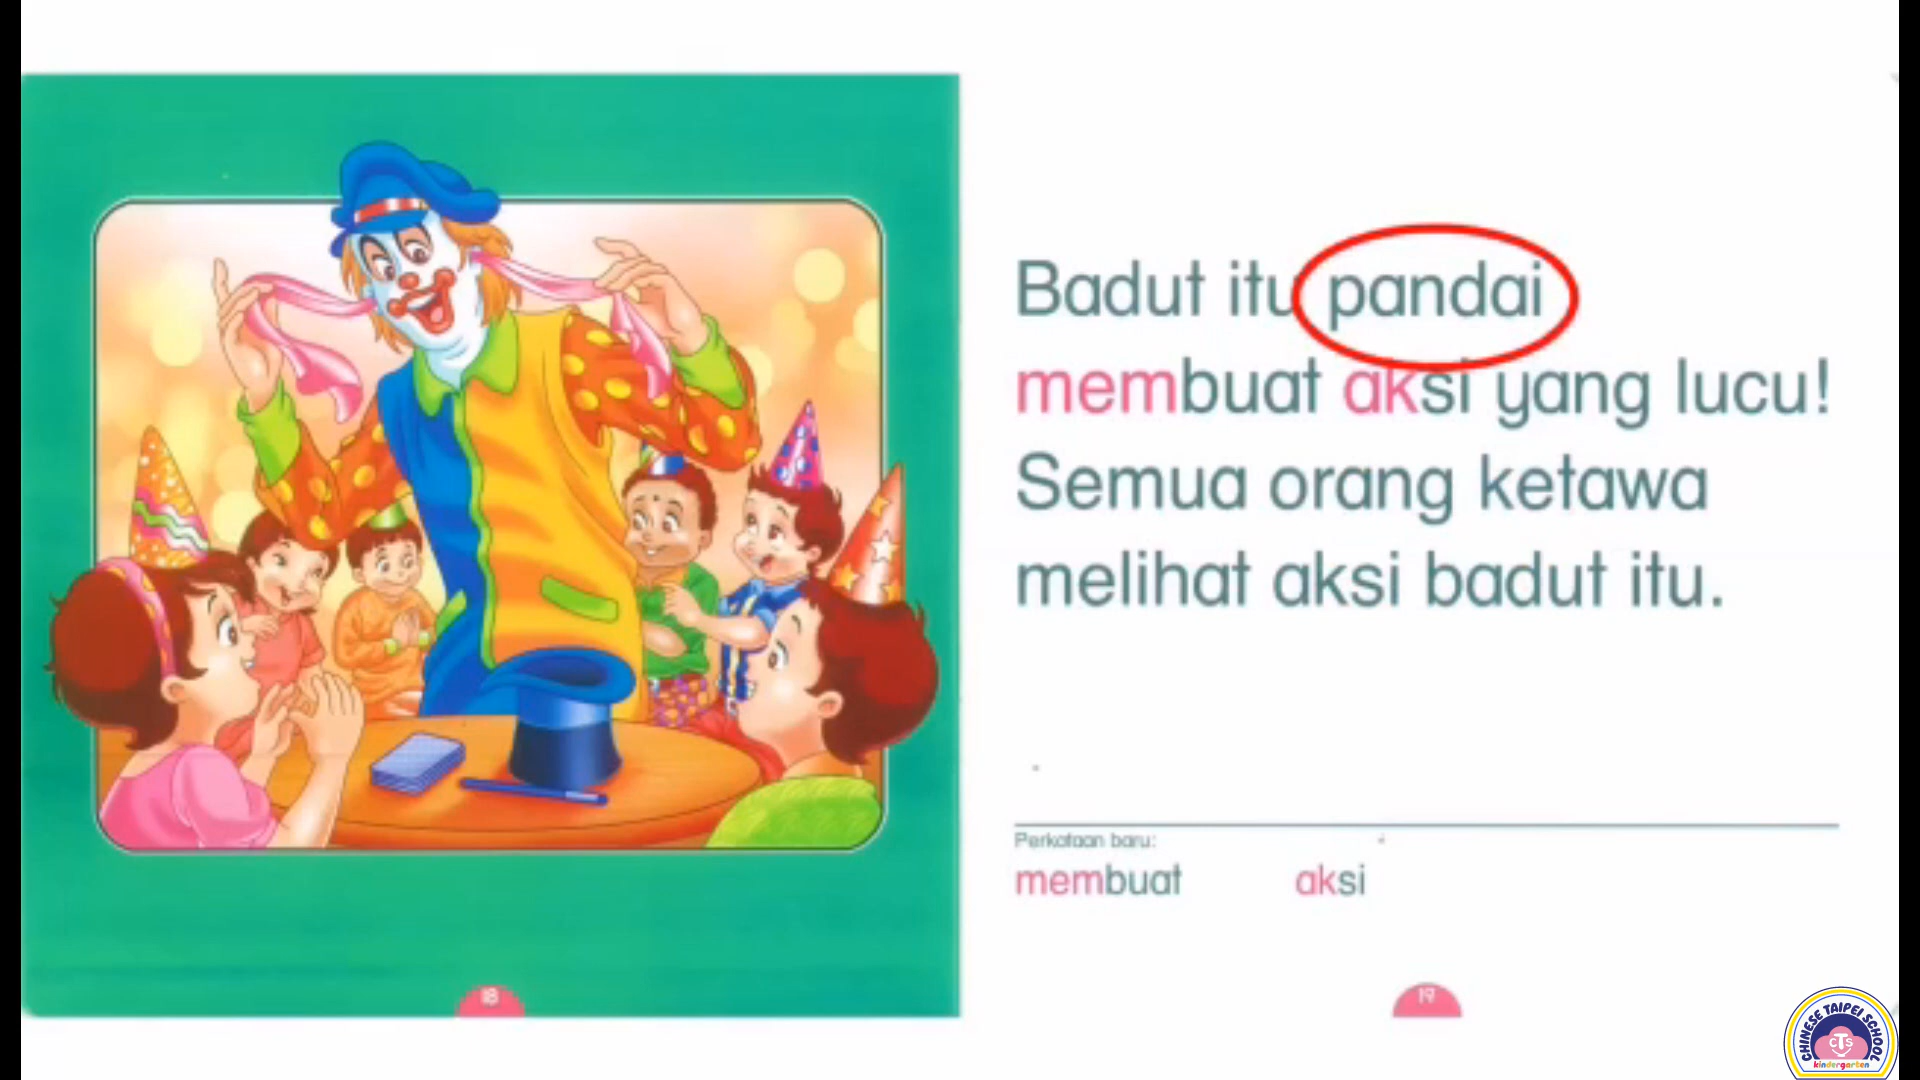 Badut itu pandai
membuat aksi yang lucu!
Semua orang ketawa
melihat aksi badut itu.
Perkataan baru:
membuat aksi
18
19
CHINESE TAIPEI SCHOOL
CTS
kindergarten